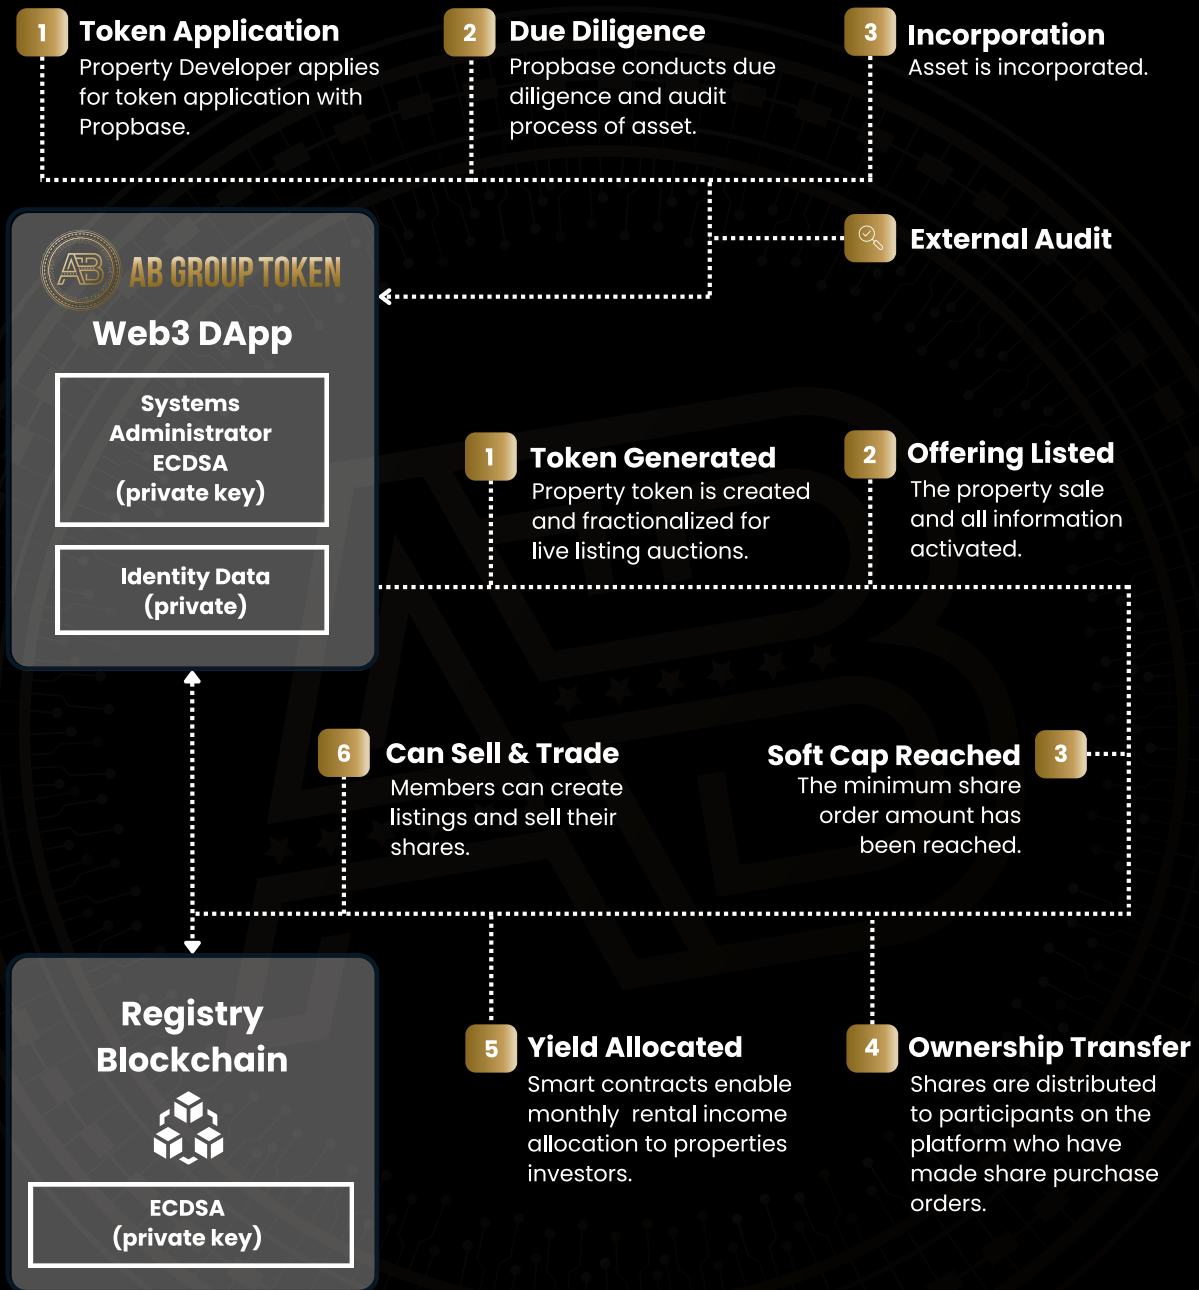 1
Token Application
Property Developer applies
for token application with
Propbase.
2
Due Diligence
Propbase conducts due
diligence and audit
process of asset.
3
Incorporation
Asset is incorporated.
External Audit
AB
AB GROUP TOKEN
Web3 DApp
Systems
Administrator
ECDSA
(private key)
Identity Data
(private)
1
Token Generated
Property token is created
and fractionalized for
live listing auctions.
2
Offering Listed
The property sale
and all information
activated.
3
Soft Cap Reached
The minimum share
order amount has
been reached.
6
Can Sell & Trade
Members can create
listings and sell their
shares.
5
Yield Allocated
Smart contracts enable
monthly  rental income
allocation to properties
investors.
4
Ownership Transfer
Shares are distributed
to participants on the
platform who have
made share purchase
orders.
Registry
Blockchain
ECDSA
(private key)